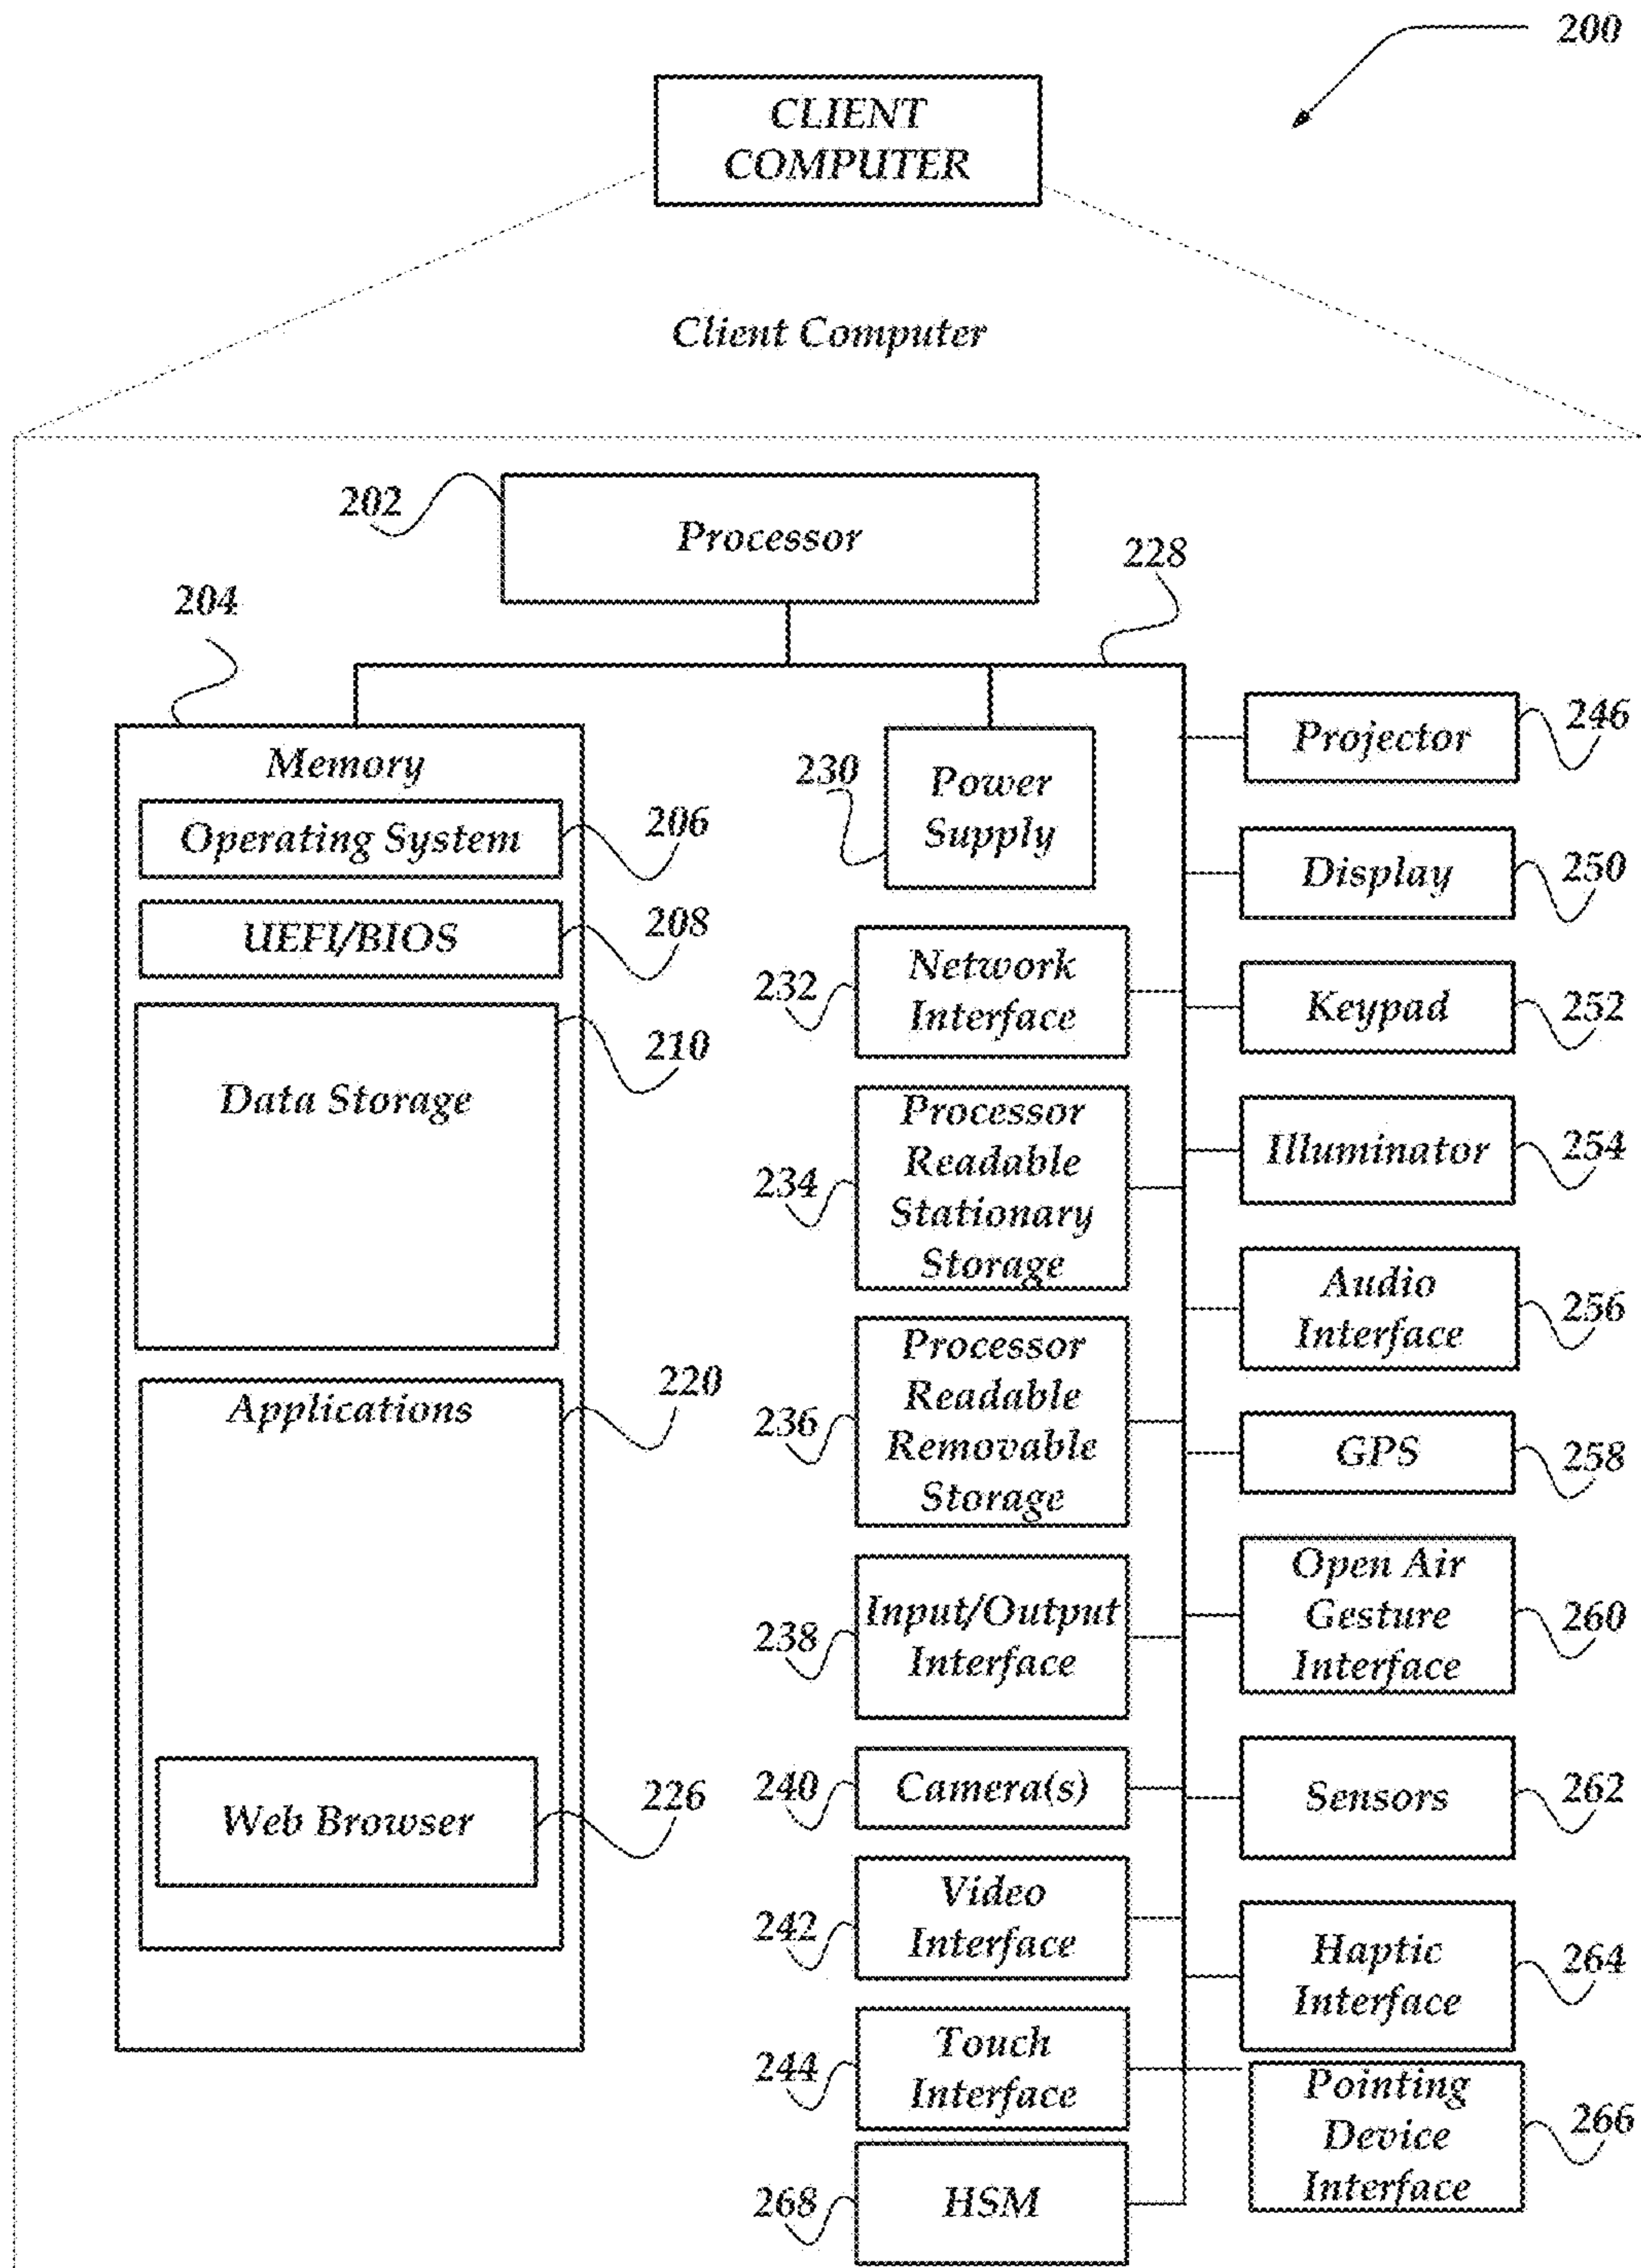 200
CLIENT
COMPUTER
Client Computer
202
Processor
228
204
Memory
Operating System
206
UEFI/BIOS
208
210
Data Storage
220
Applications
Web Browser
226
230
Power
Supply
232
Network
Interface
234
Processor
Readable
Stationary
Storage
236
Processor
Readable
Removable
Storage
238
Input/Output
Interface
240
Camera(s)
242
Video
Interface
244
Touch
Interface
268
HSM
Projector
246
Display
250
Keypad
252
Illuminator
254
Audio
Interface
256
GPS
258
Open Air
Gesture
Interface
260
Sensors
262
Haptic
Interface
264
Pointing
Device
Interface
266